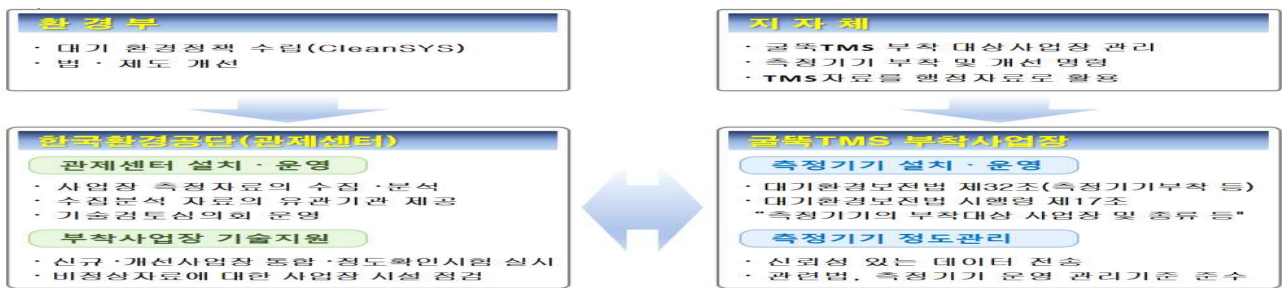 환경부
· 대기 환경정책 수립(CleanSYS)
· 법 · 제도 개선
지자체
· 굴뚝TMS 부착 대상사업장 관리
· 측정기기 부착 및 개선 명령
· TMS자료를 행정자료로 활용
한국환경공단(관제센터)
관제센터 설치 · 운영
· 사업장 측정자료의 수집 ·분석
· 수집분석 자료의 유관기관 제공
· 기술검토심의회 운영
부착사업장 기술지원
· 신규 ·개선사업장 통합 ·정도확인시험 실시
· 비정상자료에 대한 사업장 시설 점검
굴뚝TMS 부착사업장
측정기기 설치 · 운영
· 대기환경보전법 제32조(측정기기부착 등)
· 대기환경보전법 시행령 제17조
"측정기기의 부착대상 사업장 및 종류 등"
측정기기 정도관리
· 신뢰성 있는 데이터 전송
· 관련법, 측정기기 운영 관리기준 준수